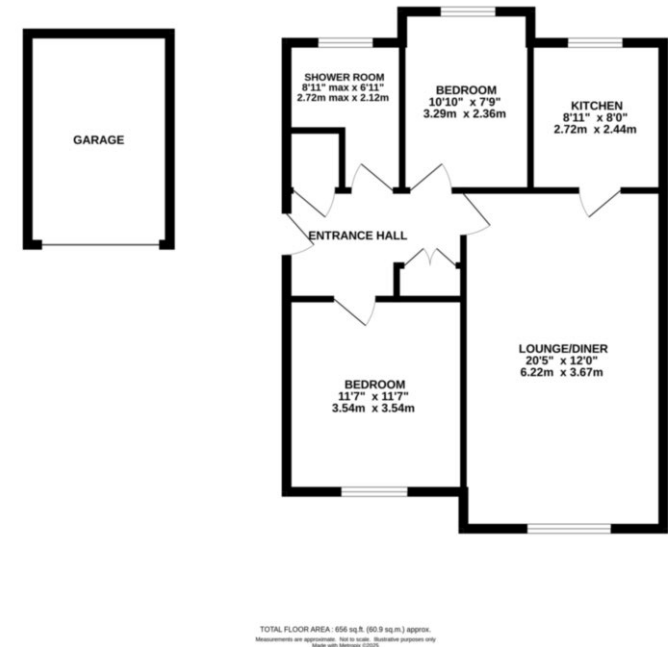 GARAGE
SHOWER ROOM
8'11" max x 6'11"
2.72m max x 2.12m
BEDROOM
10'10" x 7'9"
3.29m x 2.36m
KITCHEN
8'11" x 8'0"
2.72m x 2.44m
ENTRANCE HALL
LOUNGE/DINER
20'5" x 12'0"
6.22m x 3.67m
BEDROOM
11'7" x 11'7"
3.54m x 3.54m
TOTAL FLOOR AREA : 656 sq.ft. (60.9 sq.m.) approx.
Measurements are approximate. Not to scale. Illustrative purposes only
Made with Metropix ©2025